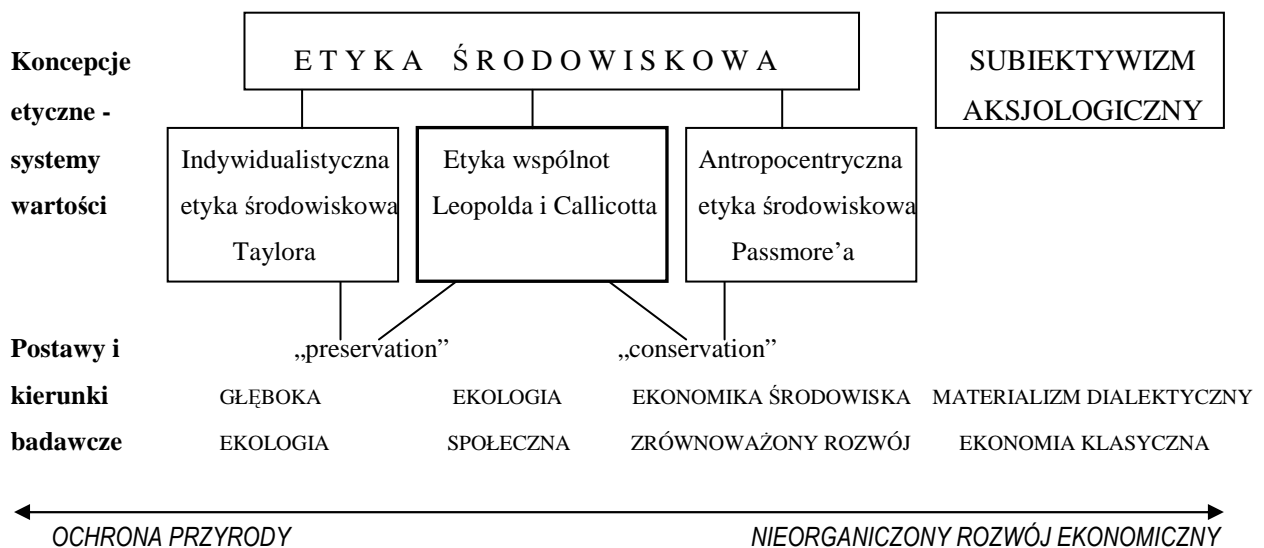 Koncepcje
etyczne -
systemy
wartości
E T Y K A Ś R O D O W I S K O W A
SUBIEKTYWIZM
AKSJOLOGICZNY
Indywidualistyczna
etyka środowiskowa
Taylora
Etyka wspólnot
Leopolda i Callicotta
Antropocentryczna
etyka środowiskowa
Passmore’a
Postawy i
kierunki
badawcze
„preservation”
„conservation”
GŁĘBOKA
EKOLOGIA
EKOLOGIA
SPOŁECZNA
EKONOMIKA ŚRODOWISKA
ZRÓWNOWAŻONY ROZWÓJ
MATERIALIZM DIALEKTYCZNY
EKONOMIA KLASYCZNA
OCHRONA PRZYRODY
NIEORGANICZONY ROZWÓJ EKONOMICZNY